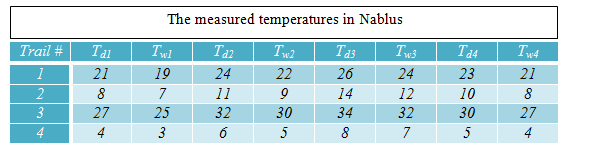 The measured temperatures in Nablus
Trail # Td1 Tw1 Td2 Tw2 Td3 Tw3 Td4 Tw4
1 21 19 24 22 26 24 23 21
2 8 7 11 9 14 12 10 8
3 27 25 32 30 34 32 30 27
4 4 3 6 5 8 7 5 4